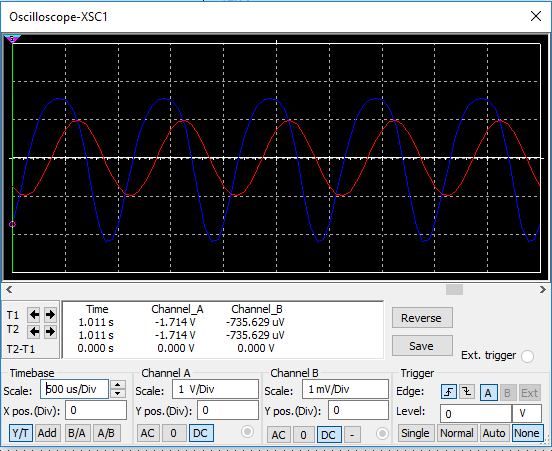 Oscilloscope-XSC1
Time Channel_A Channel_B
T1 1.011 s -1.714 V -735.629 uV
T2 1.011 s -1.714 V -735.629 uV
T2-T1 0.000 s 0.000 V 0.000 V
Reverse
Save
Ext. trigger
Timebase
Scale: 500 us/Div
X pos.(Div): 0
Y/T Add B/A A/B
Channel A
Scale: 1 V/Div
Y pos.(Div): 0
AC 0 DC
Channel B
Scale: 1 mV/Div
Y pos.(Div): 0
AC 0 DC -
Trigger
Edge: A B Ext
Level: 0 V
Single Normal Auto None